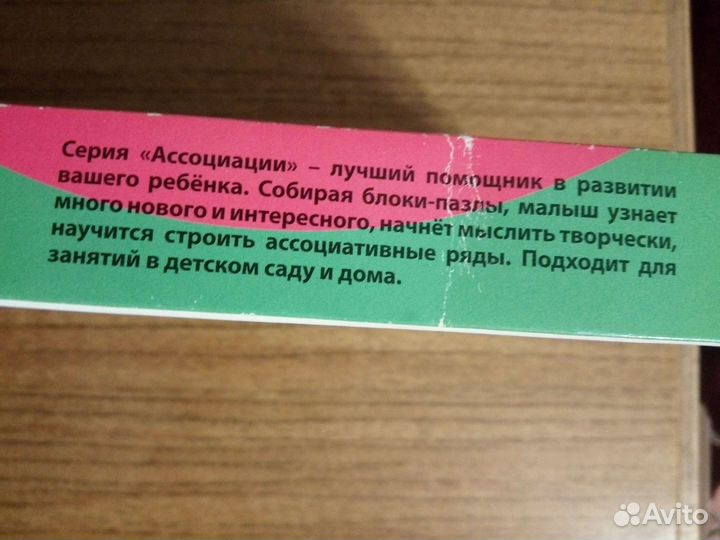 Серия «Ассоциации» – лучший помощник в развитии
вашего ребёнка. Собирая блоки-пазлы, малыш узнает
много нового и интересного, начнёт мыслить творчески,
научится строить ассоциативные ряды. Подходит для
занятий в детском саду и дома.
Avito